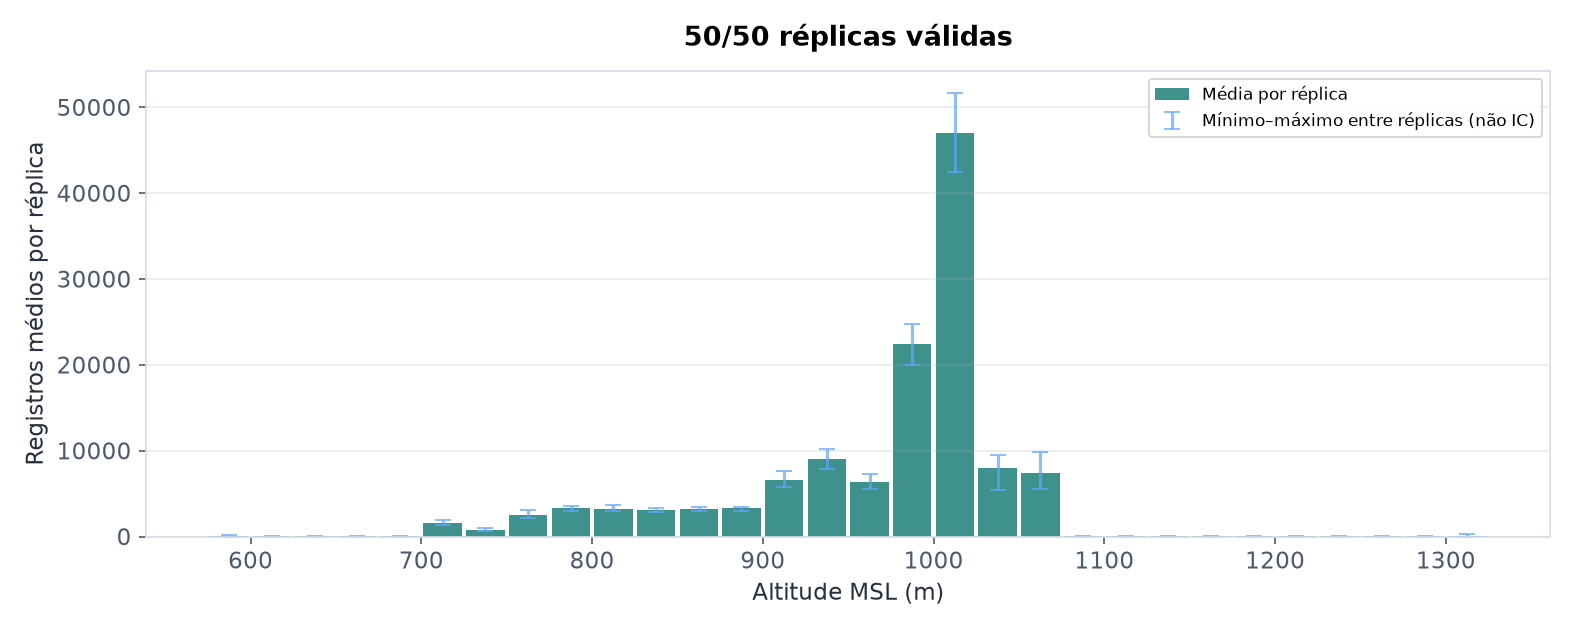 50/50 réplicas válidas
Média por réplica
Mínimo–máximo entre réplicas (não IC)
Registros médios por réplica
50000
40000
30000
20000
10000
0
600 700 800 900 1000 1100 1200 1300
Altitude MSL (m)